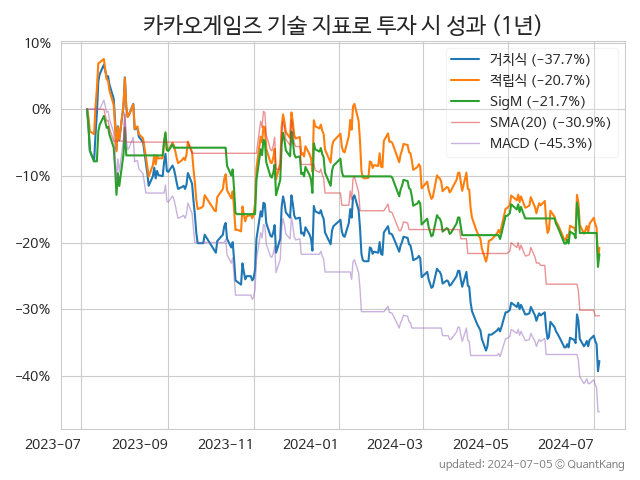 카카오게임즈 기술 지표로 투자 시 성과 (1년)
10%
0%
−10%
−20%
−30%
−40%
거치식 (−37.7%)
적립식 (−20.7%)
SigM (−21.7%)
SMA(20) (−30.9%)
MACD (−45.3%)
2023-07
2023-09
2023-11
2024-01
2024-03
2024-05
2024-07
updated: 2024-07-05 © QuantKang